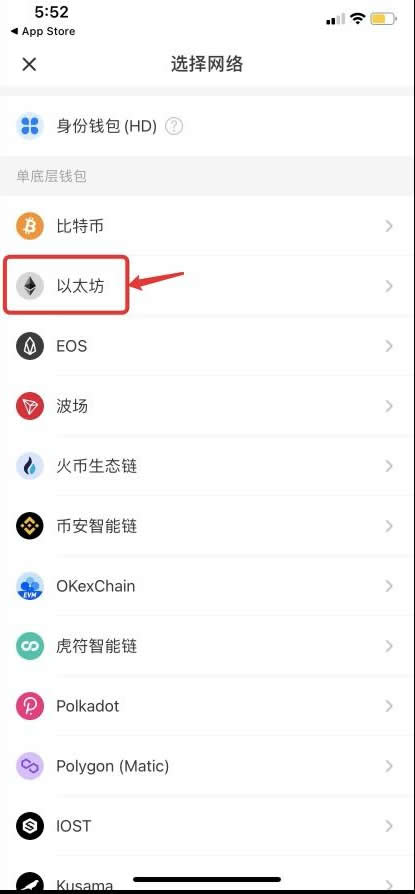 5:52
◀ App Store
选择网络
身份钱包 (HD) ?
单底层钱包
比特币
以太坊
EOS
波场
火币生态链
币安智能链
OKexChain
EVM
虎符智能链
Polkadot
Polygon (Matic)
IOST
Kusama